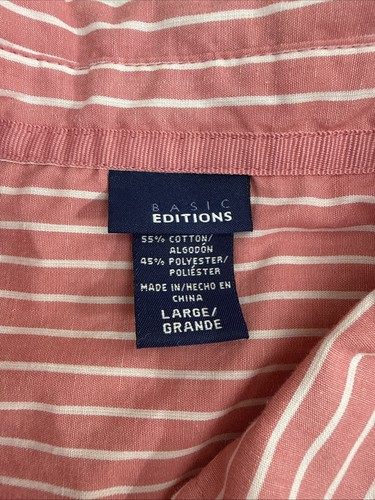 BASIC
EDITIONS
55% COTTON/
ALGODÓN
45% POLYESTER/
POLIÉSTER
MADE IN/HECHO EN
CHINA
LARGE/
GRANDE